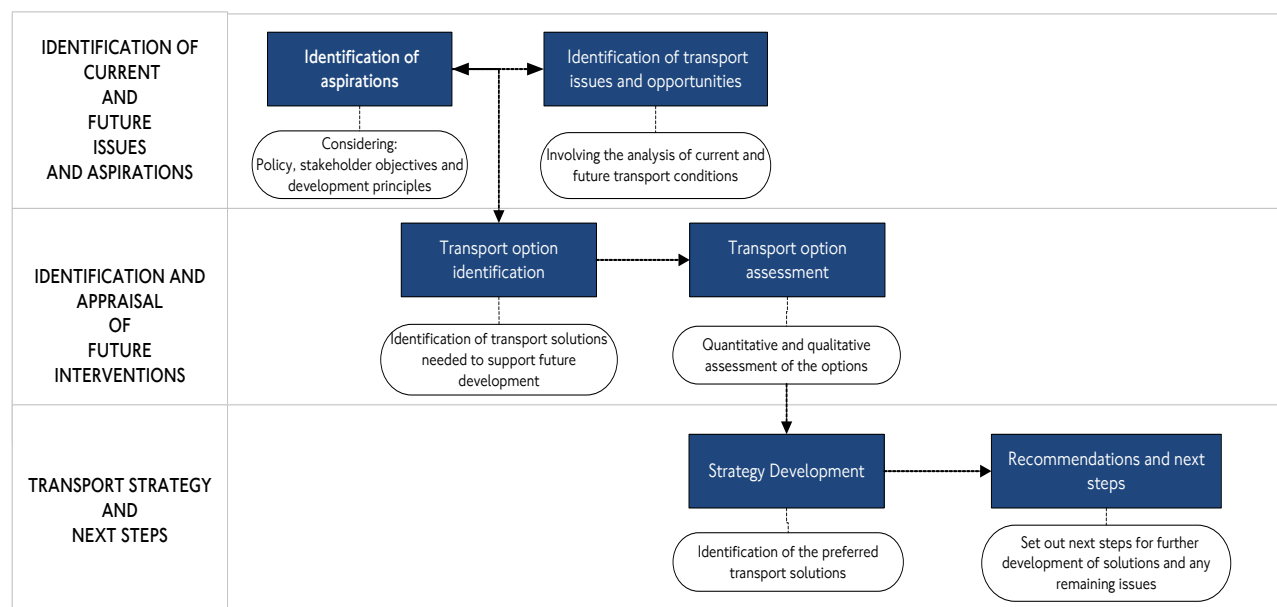 IDENTIFICATION OF
CURRENT
AND
FUTURE
ISSUES
AND ASPIRATIONS
Identification of
aspirations
Identification of transport
issues and opportunities
Considering:
Policy, stakeholder objectives and
development principles
Involving the analysis of current and
future transport conditions
IDENTIFICATION AND
APPRAISAL
OF
FUTURE
INTERVENTIONS
Transport option
identification
Transport option
assessment
Identification of transport solutions
needed to support future
development
Quantitative and qualitative
assessment of the options
TRANSPORT STRATEGY
AND
NEXT STEPS
Strategy Development
Recommendations and next
steps
Identification of the preferred
transport solutions
Set out next steps for further
development of solutions and any
remaining issues